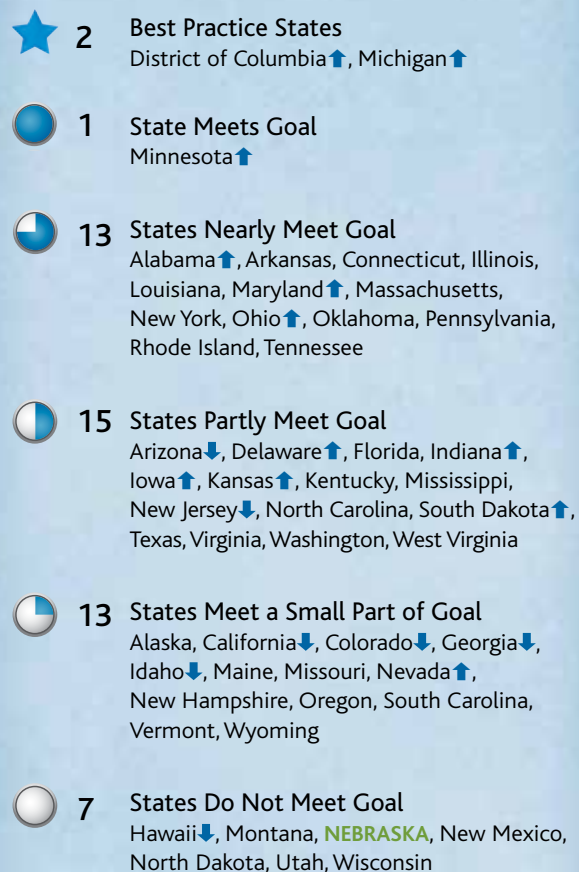 2 Best Practice States
District of Columbia⬆, Michigan⬆
1 State Meets Goal
Minnesota⬆
13 States Nearly Meet Goal
Alabama⬆, Arkansas, Connecticut, Illinois,
Louisiana, Maryland⬆, Massachusetts,
New York, Ohio⬆, Oklahoma, Pennsylvania,
Rhode Island, Tennessee
15 States Partly Meet Goal
Arizona⬇, Delaware⬆, Florida, Indiana⬆,
Iowa⬆, Kansas⬆, Kentucky, Mississippi,
New Jersey⬇, North Carolina, South Dakota⬆,
Texas, Virginia, Washington, West Virginia
13 States Meet a Small Part of Goal
Alaska, California⬇, Colorado⬇, Georgia⬇,
Idaho⬇, Maine, Missouri, Nevada⬆,
New Hampshire, Oregon, South Carolina,
Vermont, Wyoming
7 States Do Not Meet Goal
Hawaii⬇, Montana, NEBRASKA, New Mexico,
North Dakota, Utah, Wisconsin